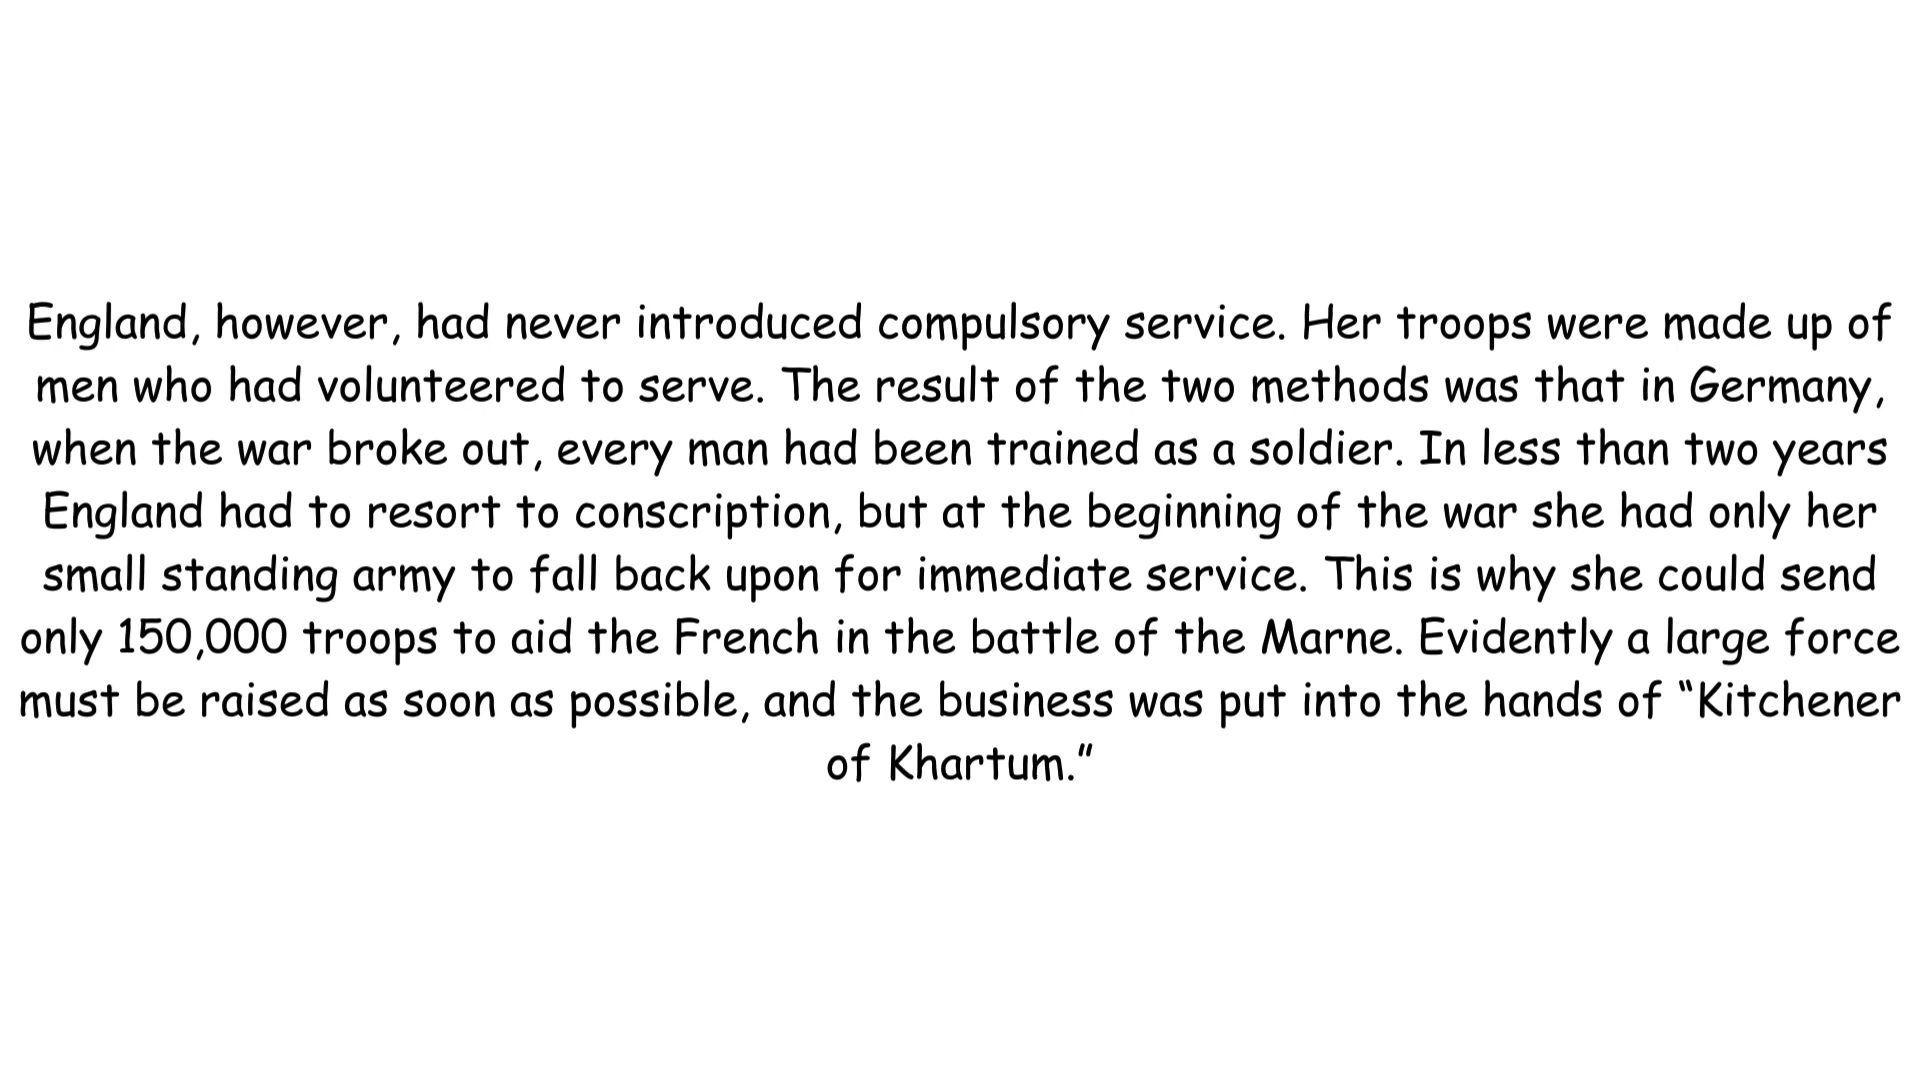 England, however, had never introduced compulsory service. Her troops were made up of
men who had volunteered to serve. The result of the two methods was that in Germany,
when the war broke out, every man had been trained as a soldier. In less than two years
England had to resort to conscription, but at the beginning of the war she had only her
small standing army to fall back upon for immediate service. This is why she could send
only 150,000 troops to aid the French in the battle of the Marne. Evidently a large force
must be raised as soon as possible, and the business was put into the hands of “Kitchener
of Khartum.”